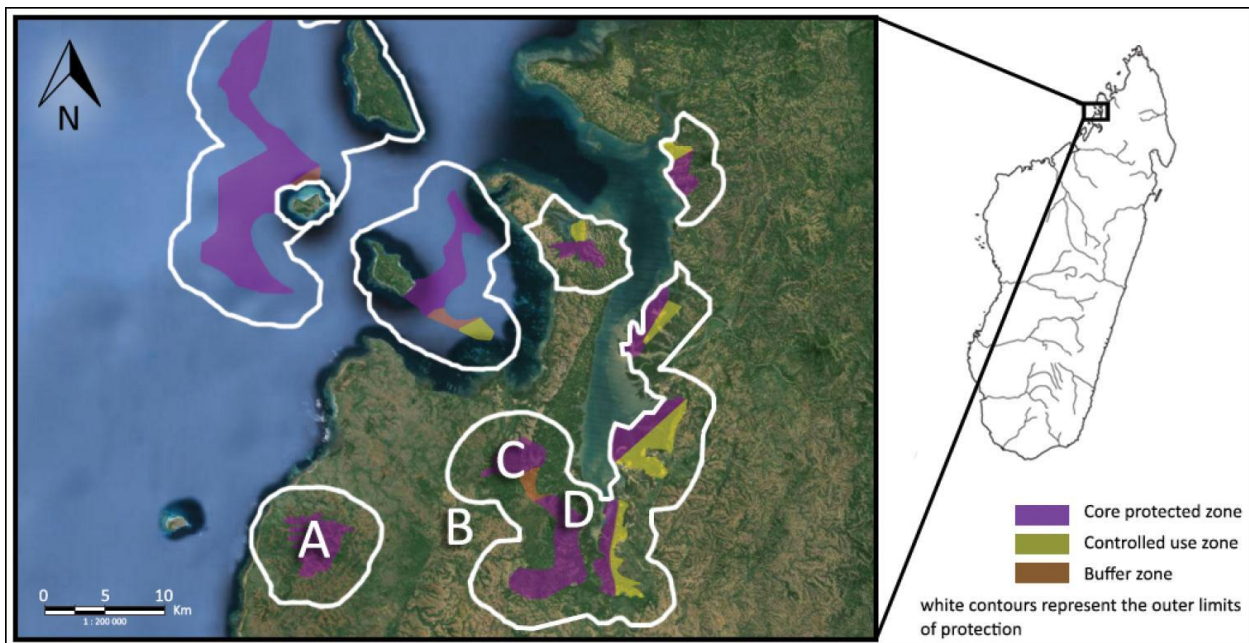 N
A
B
C
D
0 5 10
Km
1 : 200 000
Core protected zone
Controlled use zone
Buffer zone
white contours represent the outer limits
of protection